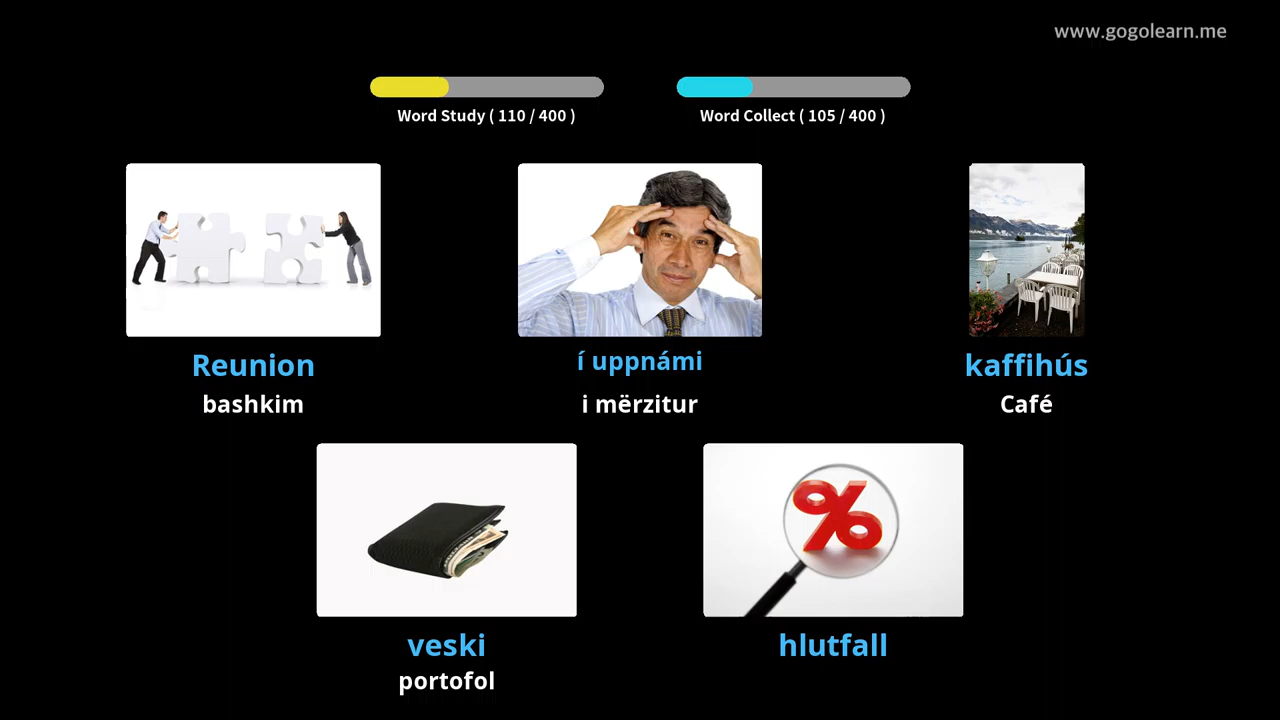 www.gogolearn.me
Word Study ( 110 / 400 )
Word Collect ( 105 / 400 )
Reunion
bashkim
í uppnámi
i mërzitur
kaffihús
Café
veski
portofol
hlutfall
%